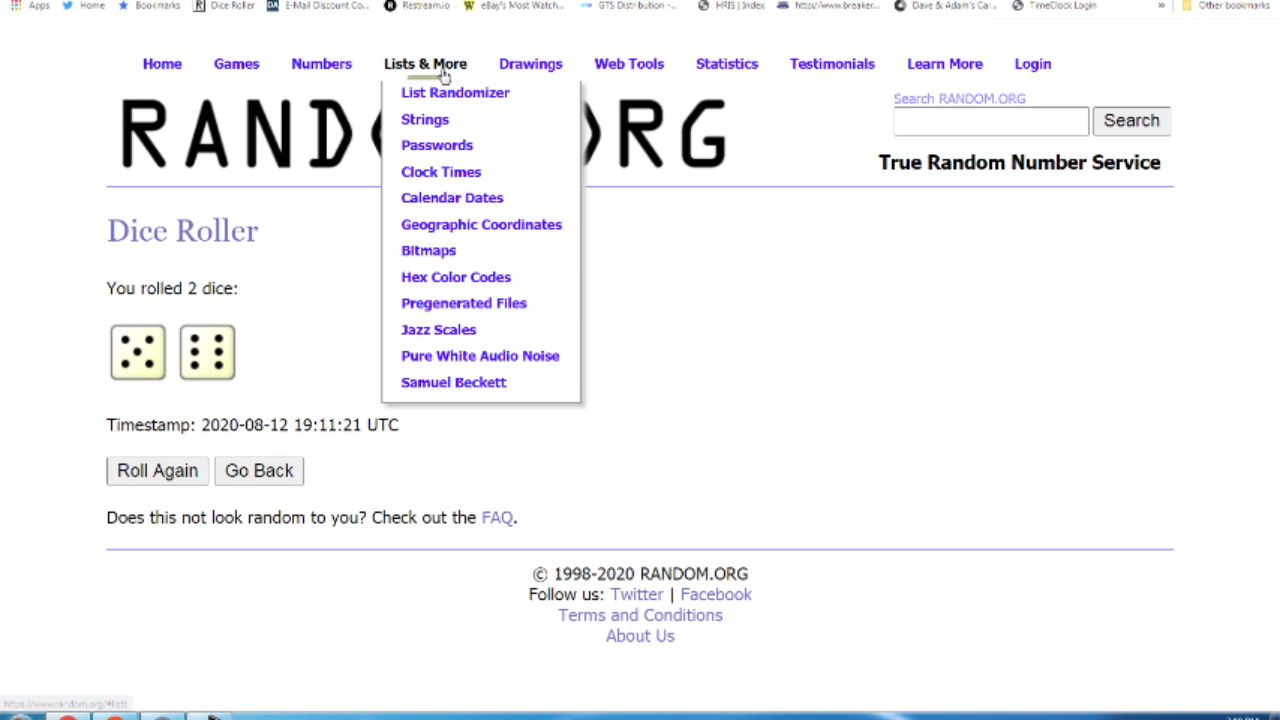 Apps Home Bookmarks Dice Roller E-Mail Discount Co... Restream.io eBay's Most Watch... GTS Distribution -... HRIS | Index http://www.breaker... Dave & Adam's Car... TimeClock Login » Other bookmarks
Home Games Numbers Lists & More Drawings Web Tools Statistics Testimonials Learn More Login
List Randomizer
Strings
Passwords
Clock Times
Calendar Dates
Geographic Coordinates
Bitmaps
Hex Color Codes
Pregenerated Files
Jazz Scales
Pure White Audio Noise
Samuel Beckett
RAND ORG
Search RANDOM.ORG
Search
True Random Number Service
Dice Roller
You rolled 2 dice:
Timestamp: 2020-08-12 19:11:21 UTC
Roll Again Go Back
Does this not look random to you? Check out the FAQ.
© 1998-2020 RANDOM.ORG
Follow us: Twitter | Facebook
Terms and Conditions
About Us
https://www.random.org/#lists